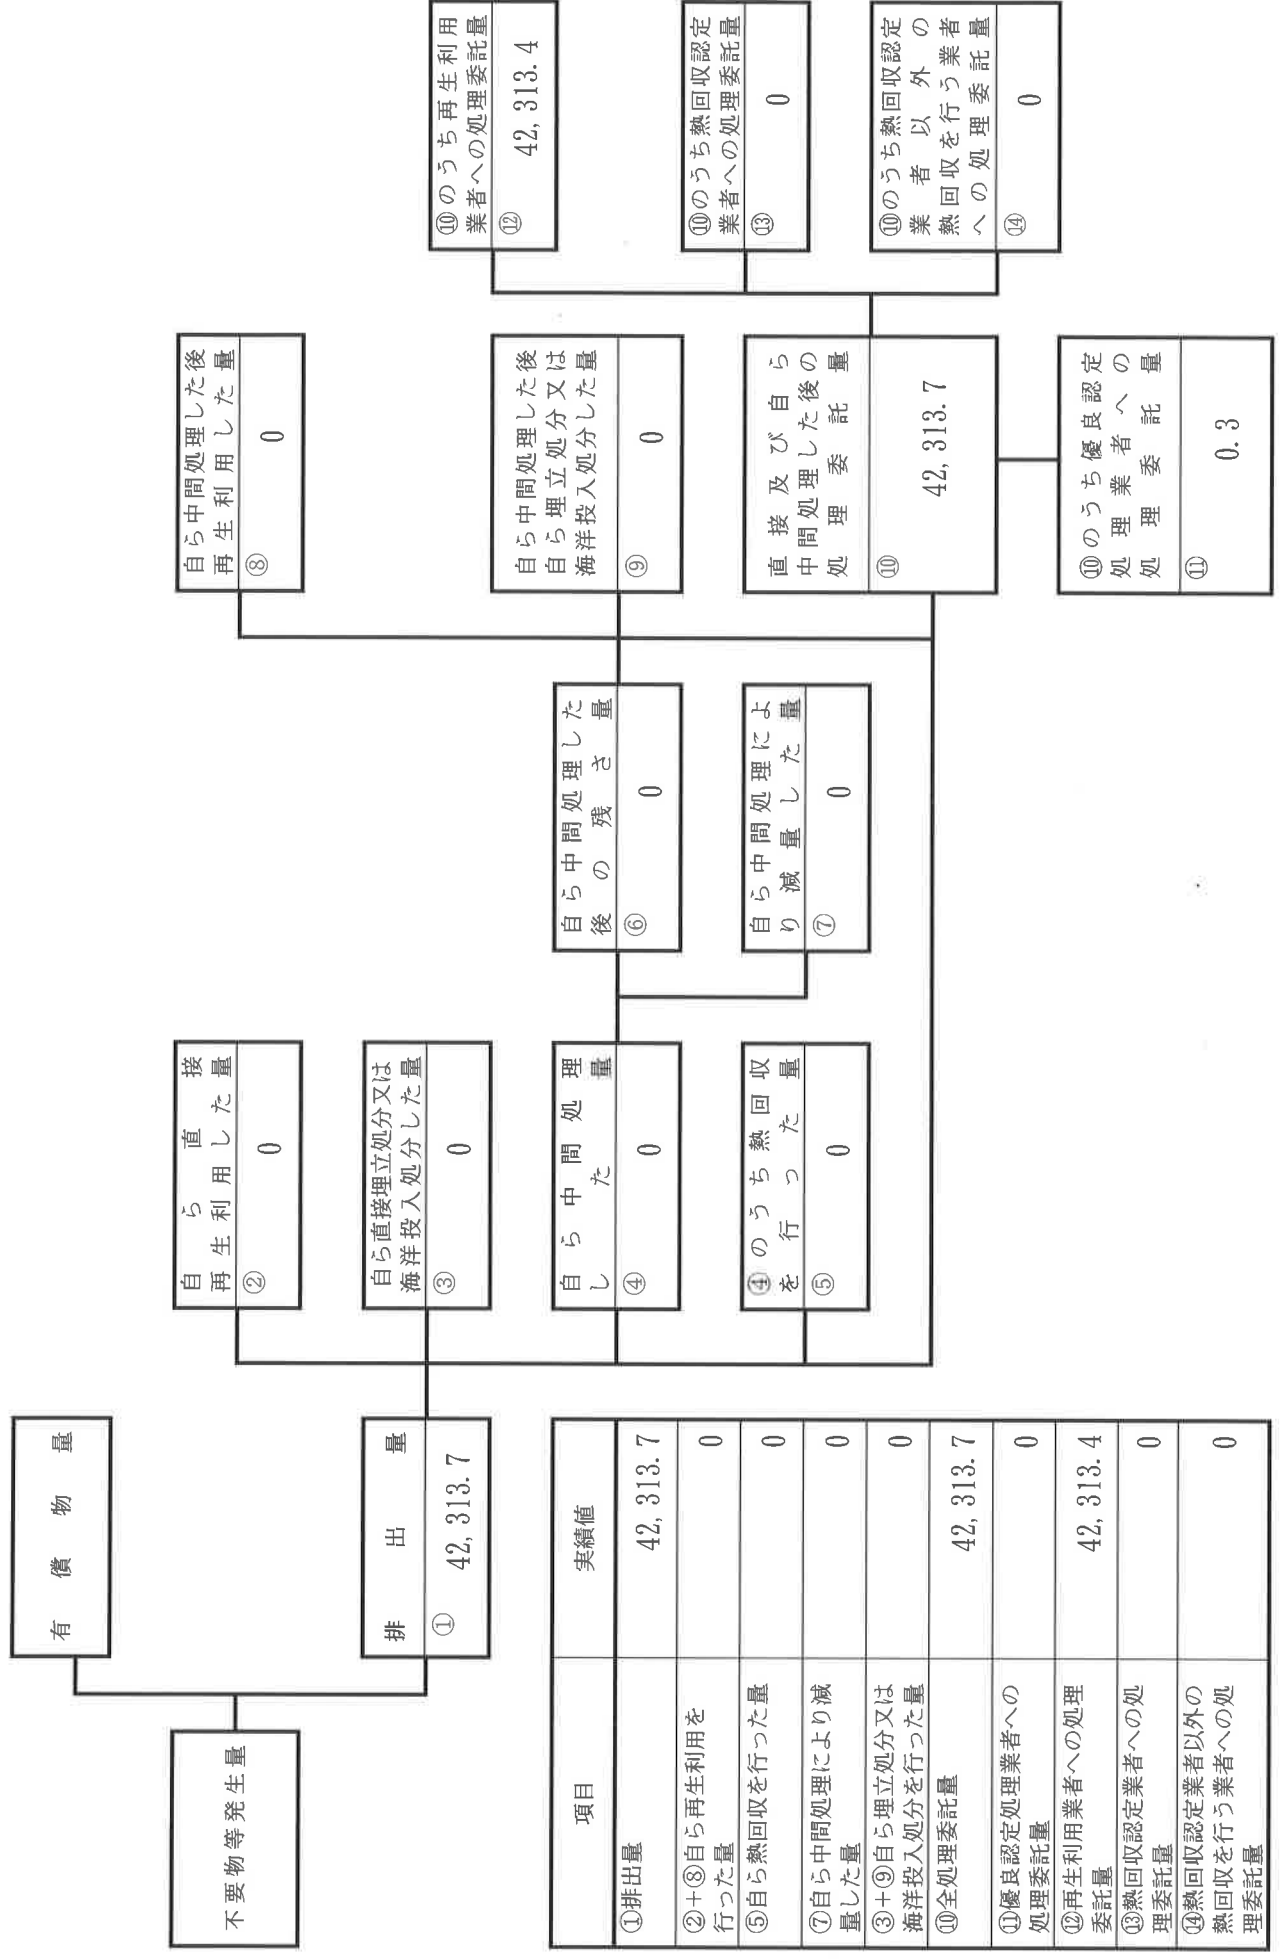 有償物量
不要物等発生量
排出量
① 42,313.7
自ら直接
再生利用した量
② 0
自ら直接埋立処分又は
海洋投入処分した量
③ 0
自ら中間処理
した量
④ 0
④のうち熱回収
を行った量
⑤ 0
自ら中間処理した
後の残さ量
⑥ 0
自ら中間処理によ
り減量した量
⑦ 0
自ら中間処理した後
再生利用した量
⑧ 0
自ら中間処理した後
自ら埋立処分又は
海洋投入処分した量
⑨ 0
直接及び自ら
中間処理した後の
処理委託量
⑩ 42,313.7
⑩のうち優良認定
処理業者への
処理委託量
⑪ 0.3
⑩のうち再生利用
業者への処理委託量
⑫ 42,313.4
⑩のうち熱回収認定
業者への処理委託量
⑬ 0
⑩のうち熱回収認定
業者以外の
熱回収を行う業者
への処理委託量
⑭ 0
項目 実績値
①排出量 42,313.7
②+⑧自ら再生利用を
行った量 0
⑤自ら熱回収を行った量 0
⑦自ら中間処理により減
量した量 0
③+⑨自ら埋立処分又は
海洋投入処分を行った量 0
⑩全処理委託量 42,313.7
⑪優良認定処理業者への
処理委託量 0
⑫再生利用業者への処理
委託量 42,313.4
⑬熱回収認定業者への処
理委託量 0
⑭熱回収認定業者以外の
熱回収を行う業者への処
理委託量 0